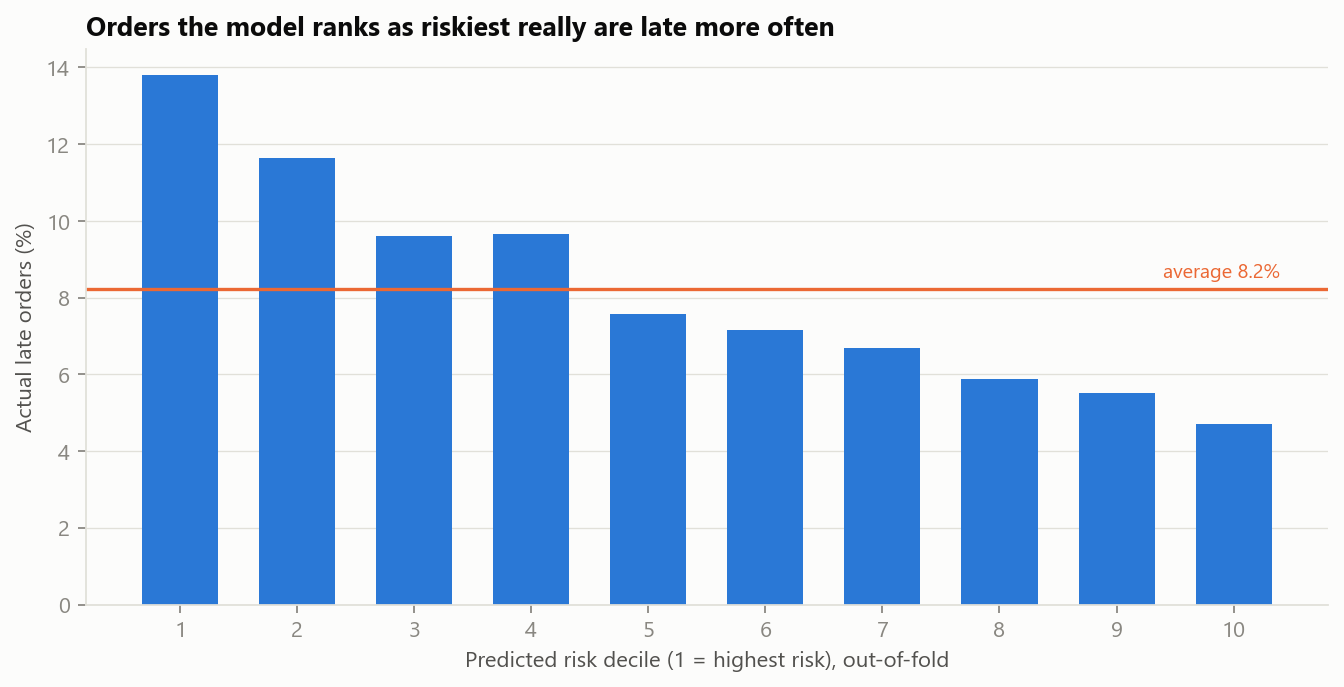 Orders the model ranks as riskiest really are late more often
14
12
10
8
6
4
2
0
Actual late orders (%)
average 8.2%
1 2 3 4 5 6 7 8 9 10
Predicted risk decile (1 = highest risk), out-of-fold